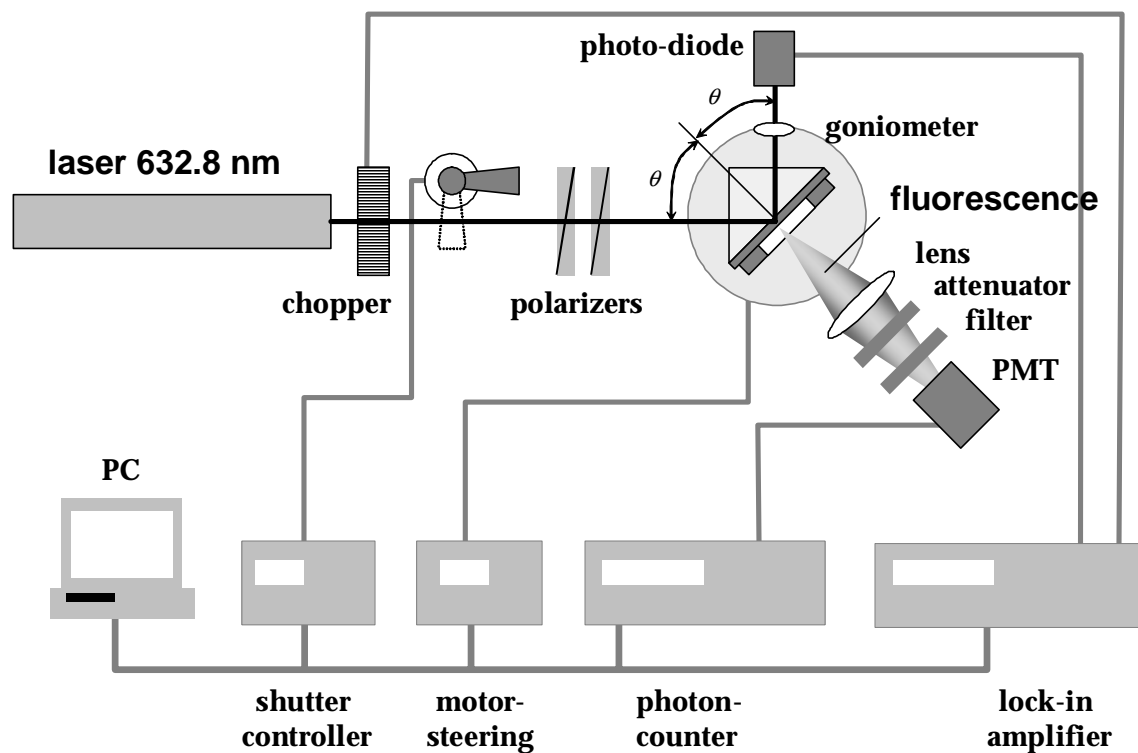 photo-diode
θ
goniometer
laser 632.8 nm
θ
fluorescence
lens
attenuator
filter
chopper
polarizers
PMT
PC
shutter
controller
motor-
steering
photon-
counter
lock-in
amplifier